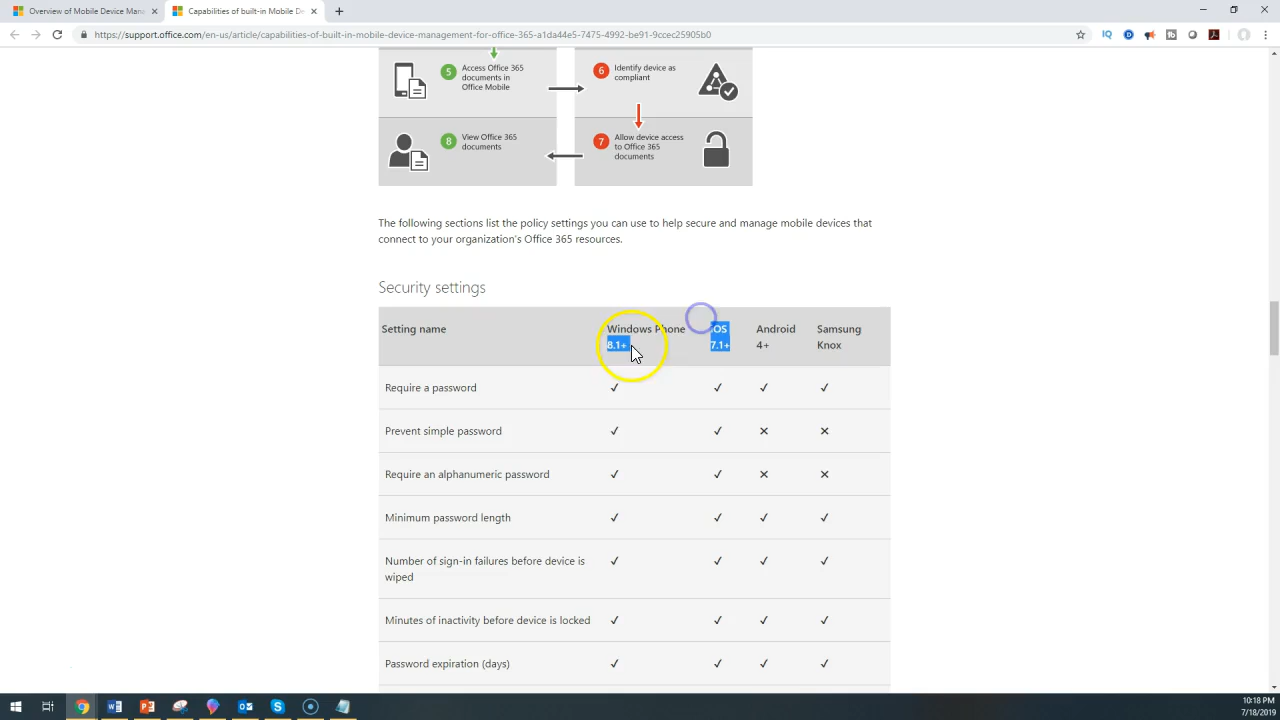 Overview of Mobile Device Mana
Capabilities of built-in Mobile De
https://support.office.com/en-us/article/capabilities-of-built-in-mobile-device-management-for-office-365-a1da44e5-7475-4992-be91-9ccec25905b0
5 Access Office 365
documents in
Office Mobile
6 Identify device as
compliant
8 View Office 365
documents
7 Allow device access
to Office 365
documents
The following sections list the policy settings you can use to help secure and manage mobile devices that
connect to your organization's Office 365 resources.
Security settings
Setting name
Windows Phone
8.1+
iOS
7.1+
Android
4+
Samsung
Knox
Require a password ✓ ✓ ✓ ✓
Prevent simple password ✓ ✓ ✕ ✕
Require an alphanumeric password ✓ ✓ ✕ ✕
Minimum password length ✓ ✓ ✓ ✓
Number of sign-in failures before device is
wiped ✓ ✓ ✓ ✓
Minutes of inactivity before device is locked ✓ ✓ ✓ ✓
Password expiration (days) ✓ ✓ ✓ ✓
10:18 PM
7/18/2019